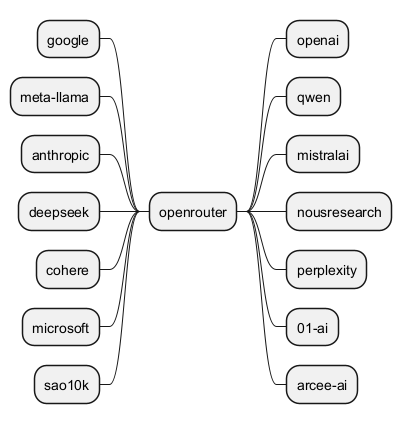 google
meta-llama
anthropic
deepseek
cohere
microsoft
sao10k
openrouter
openai
qwen
mistralai
nousresearch
perplexity
01-ai
arcee-ai